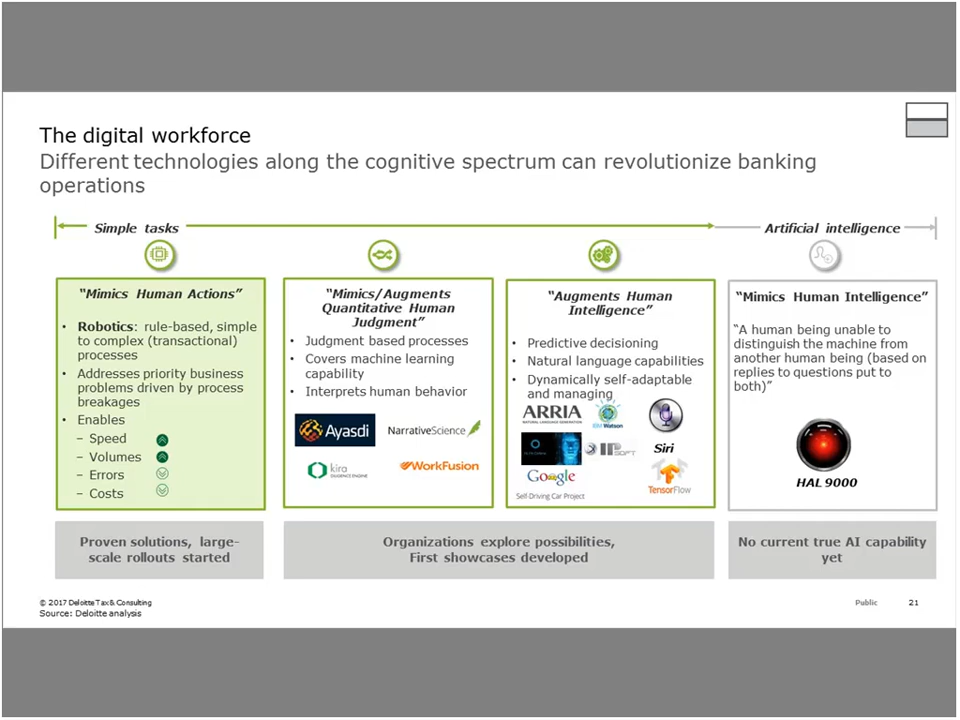 The digital workforce
Different technologies along the cognitive spectrum can revolutionize banking
operations
Simple tasks
Artificial intelligence
“Mimics Human Actions”
• Robotics: rule-based, simple
to complex (transactional)
processes
• Addresses priority business
problems driven by process
breakages
• Enables
– Speed
– Volumes
– Errors
– Costs
“Mimics/Augments
Quantitative Human
Judgment”
• Judgment based processes
• Covers machine learning
capability
• Interprets human behavior
Ayasdi
NarrativeScience
kira
DILIGENCE ENGINE
WorkFusion
“Augments Human
Intelligence”
• Predictive decisioning
• Natural language capabilities
• Dynamically self-adaptable
and managing
ARRIA
NATURAL LANGUAGE GENERATION
IBM Watson
IPSOFT
Siri
Google
Self-Driving Car Project
TensorFlow
“Mimics Human Intelligence”
“A human being unable to
distinguish the machine from
another human being (based on
replies to questions put to
both)”
HAL 9000
Proven solutions, large-
scale rollouts started
Organizations explore possibilities,
First showcases developed
No current true AI capability
yet
© 2017 Deloitte Tax & Consulting
Source: Deloitte analysis
Public
21